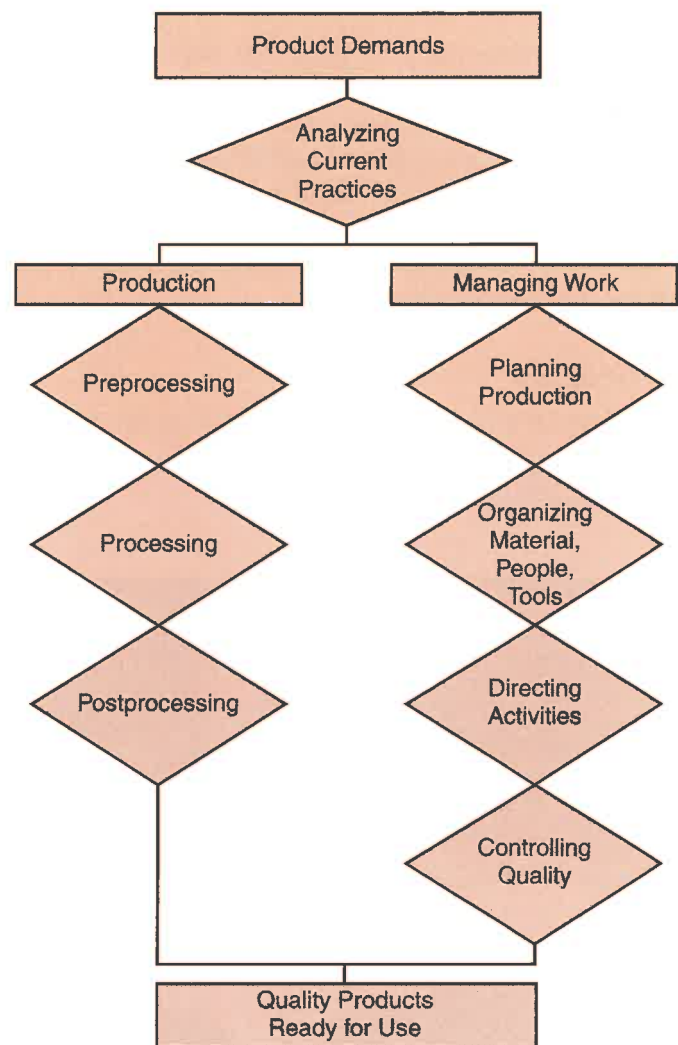 Product Demands
Analyzing
Current
Practices
Production
Preprocessing
Processing
Postprocessing
Managing Work
Planning
Production
Organizing
Material,
People,
Tools
Directing
Activities
Controlling
Quality
Quality Products
Ready for Use